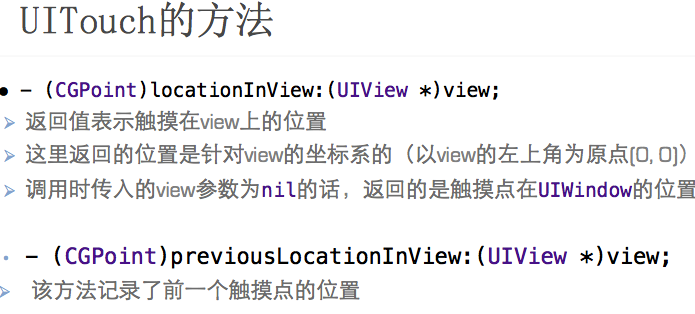 UITouch的方法
- (CGPoint)locationInView:(UIView *)view;
返回值表示触摸在view上的位置
这里返回的位置是针对view的坐标系的（以view的左上角为原点(0, 0)）
调用时传入的view参数为nil的话，返回的是触摸点在UIWindow的位置
- (CGPoint)previousLocationInView:(UIView *)view;
该方法记录了前一个触摸点的位置